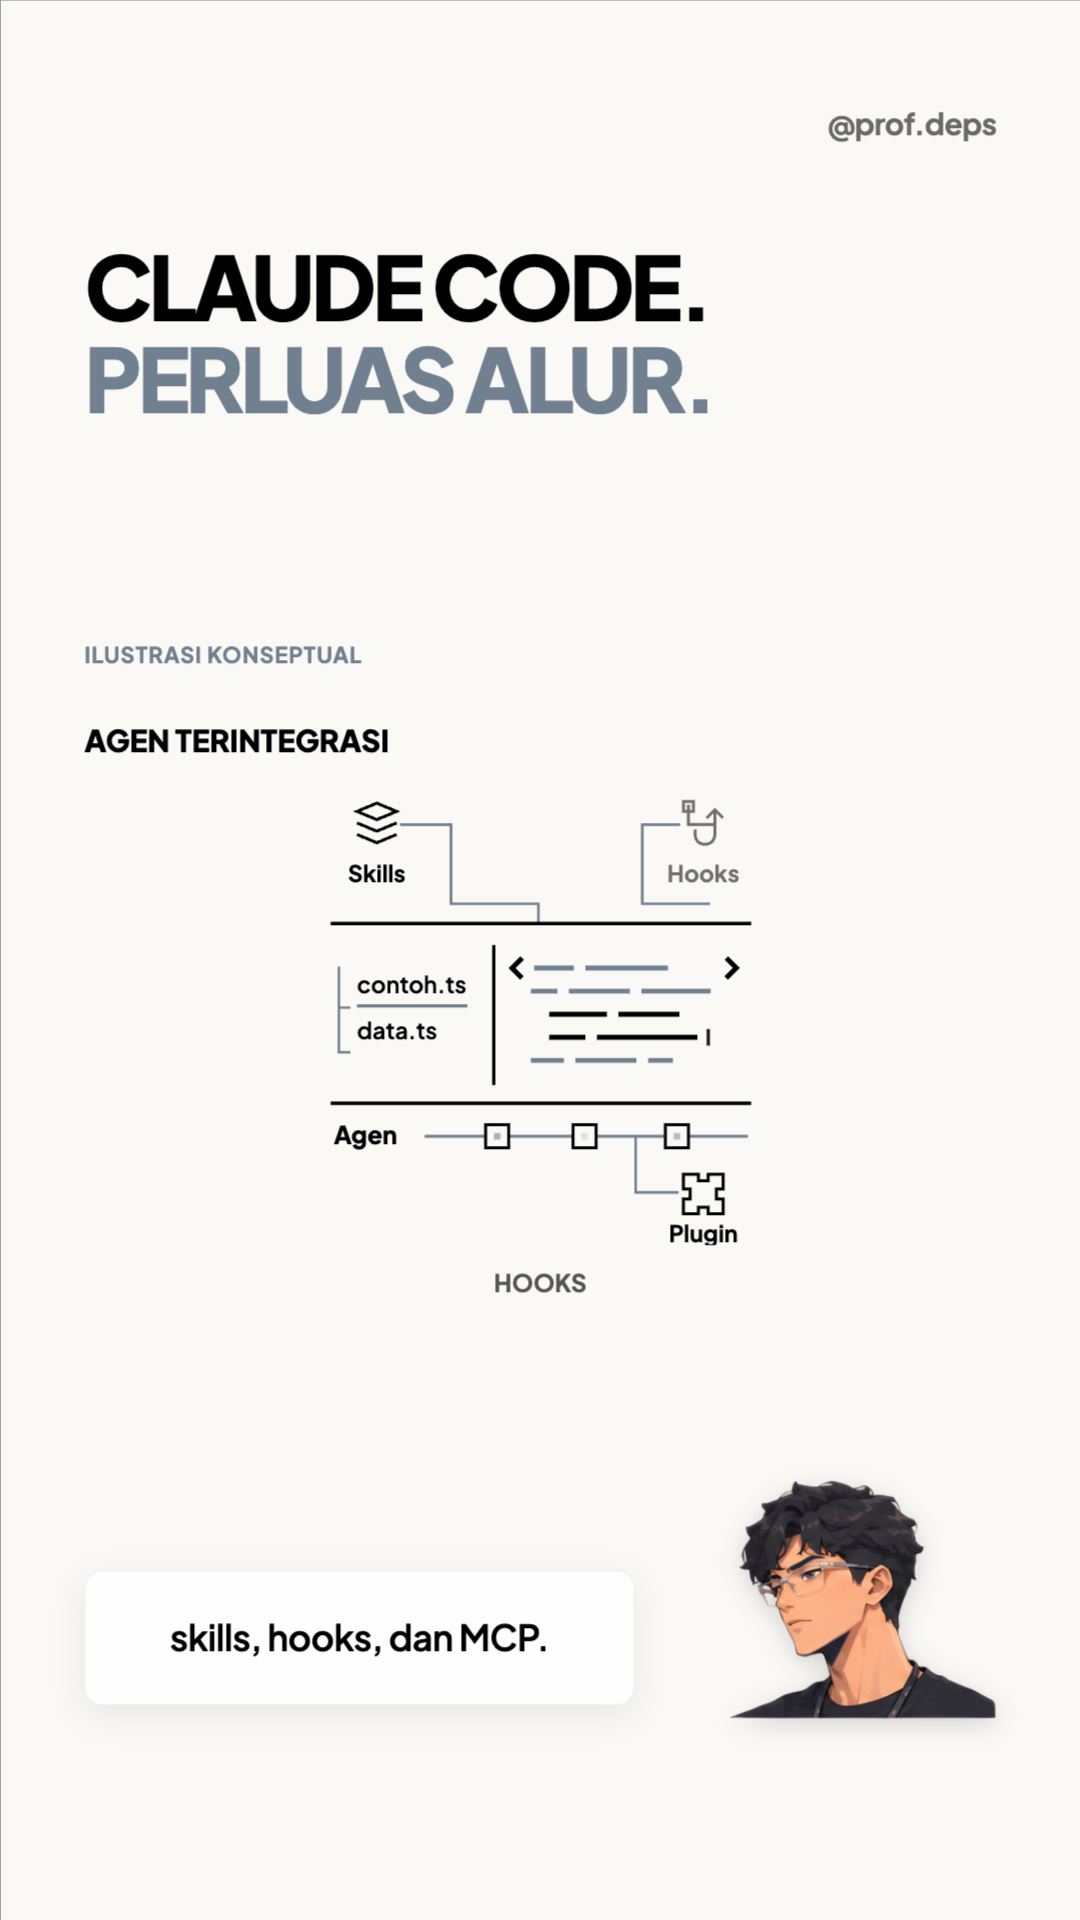 @prof.deps
CLAUDE CODE.
PERLUAS ALUR.
ILUSTRASI KONSEPTUAL
AGEN TERINTEGRASI
Skills
Hooks
contoh.ts
data.ts
Agen
Plugin
HOOKS
skills, hooks, dan MCP.